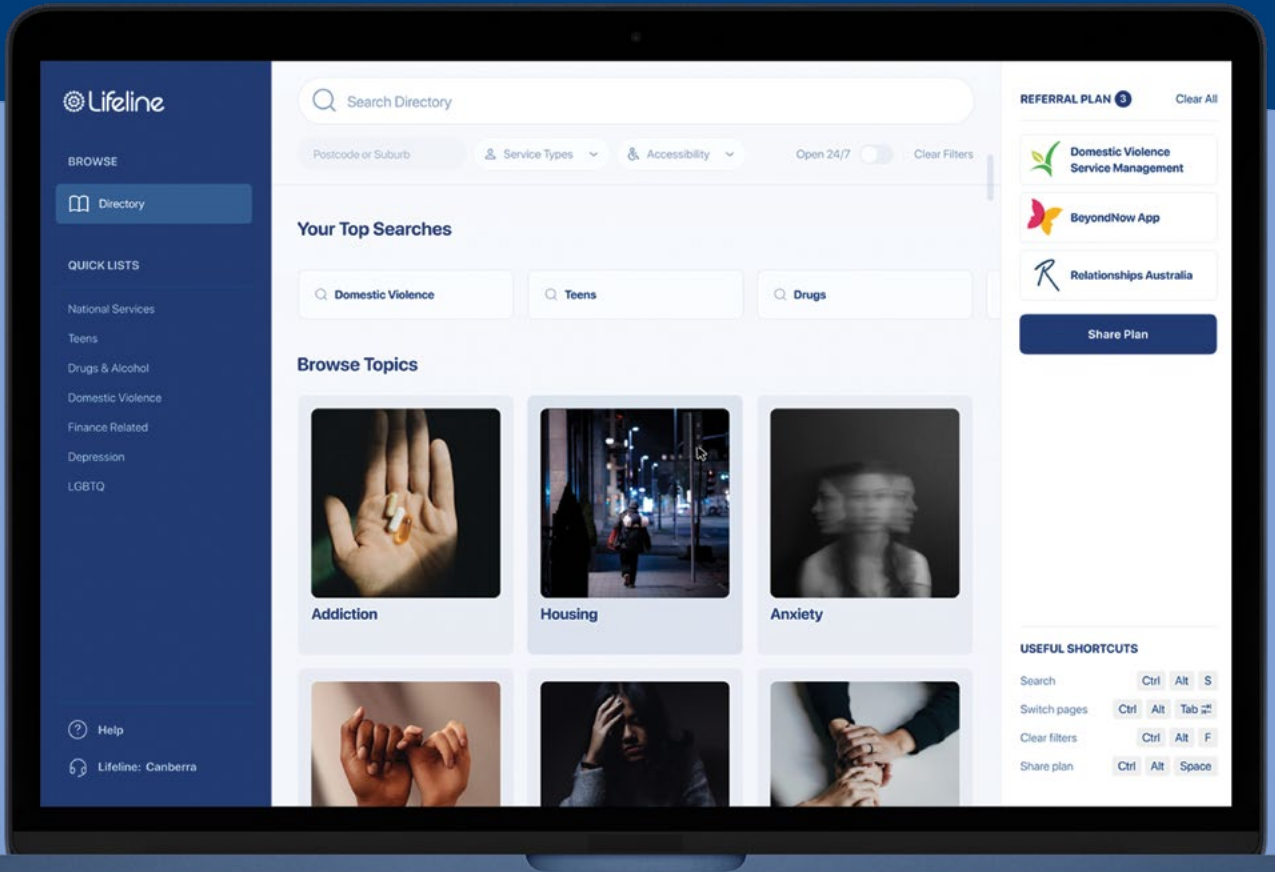 Lifeline
BROWSE
Directory
QUICK LISTS
National Services
Teens
Drugs & Alcohol
Domestic Violence
Finance Related
Depression
LGBTQ
Help
Lifeline: Canberra
Search Directory
Postcode or Suburb
Service Types
Accessibility
Open 24/7
Clear Filters
Your Top Searches
Domestic Violence
Teens
Drugs
Browse Topics
Addiction
Housing
Anxiety
REFERRAL PLAN 3
Clear All
Domestic Violence
Service Management
BeyondNow App
R Relationships Australia
Share Plan
USEFUL SHORTCUTS
Search Ctrl Alt S
Switch pages Ctrl Alt Tab
Clear filters Ctrl Alt F
Share plan Ctrl Alt Space